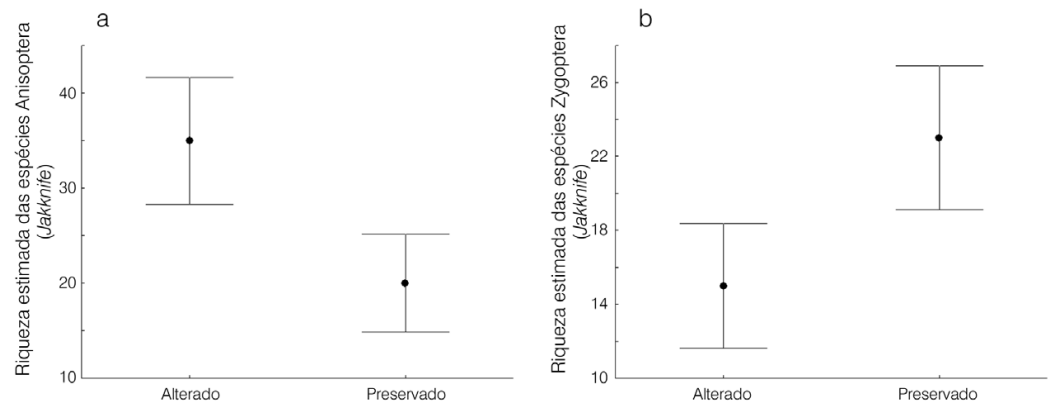 a
Riqueza estimada das espécies Anisoptera
(Jakknife)
40
30
20
10
Alterado
Preservado
b
Riqueza estimada das espécies Zygoptera
(Jakknife)
26
22
18
14
10
Alterado
Preservado